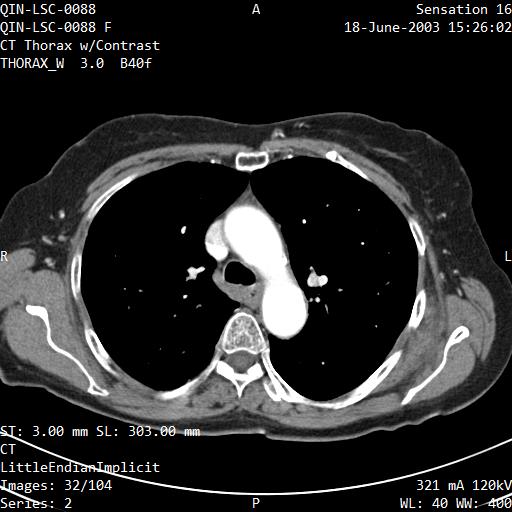 QIN-LSC-0088
A
Sensation 16
QIN-LSC-0088 F
18-June-2003 15:26:02
CT Thorax w/Contrast
THORAX_W 3.0 B40f
R
L
ST: 3.00 mm SL: 303.00 mm
CT
LittleEndianImplicit
Images: 32/104
321 mA 120kV
Series: 2
P
WL: 40 WW: 400